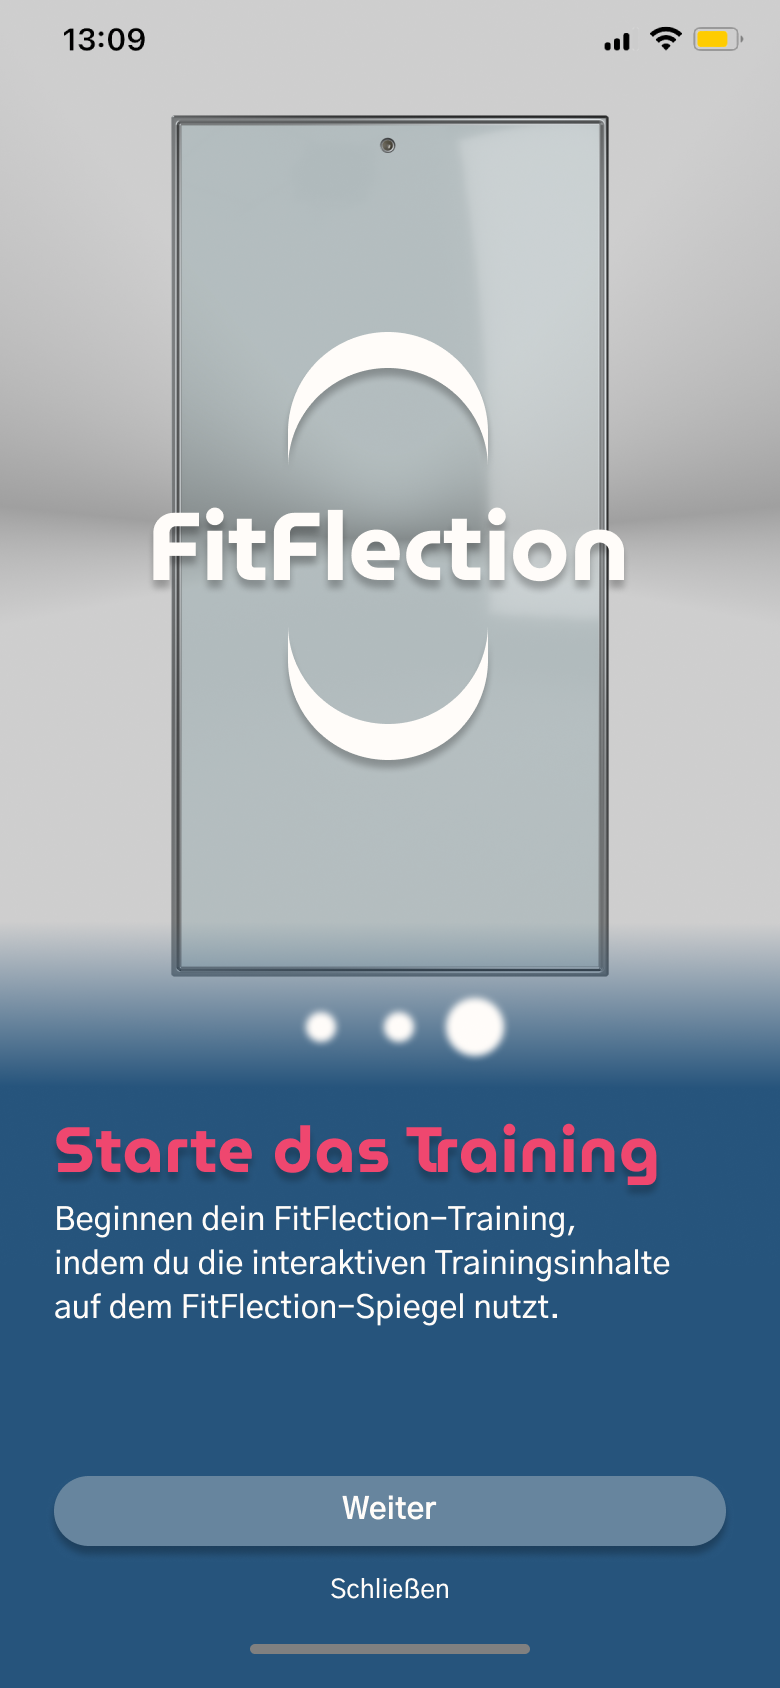 13:09
FitFlection
Starte das Training
Beginnen dein FitFlection-Training,
indem du die interaktiven Trainingsinhalte
auf dem FitFlection-Spiegel nutzt.
Weiter
Schließen